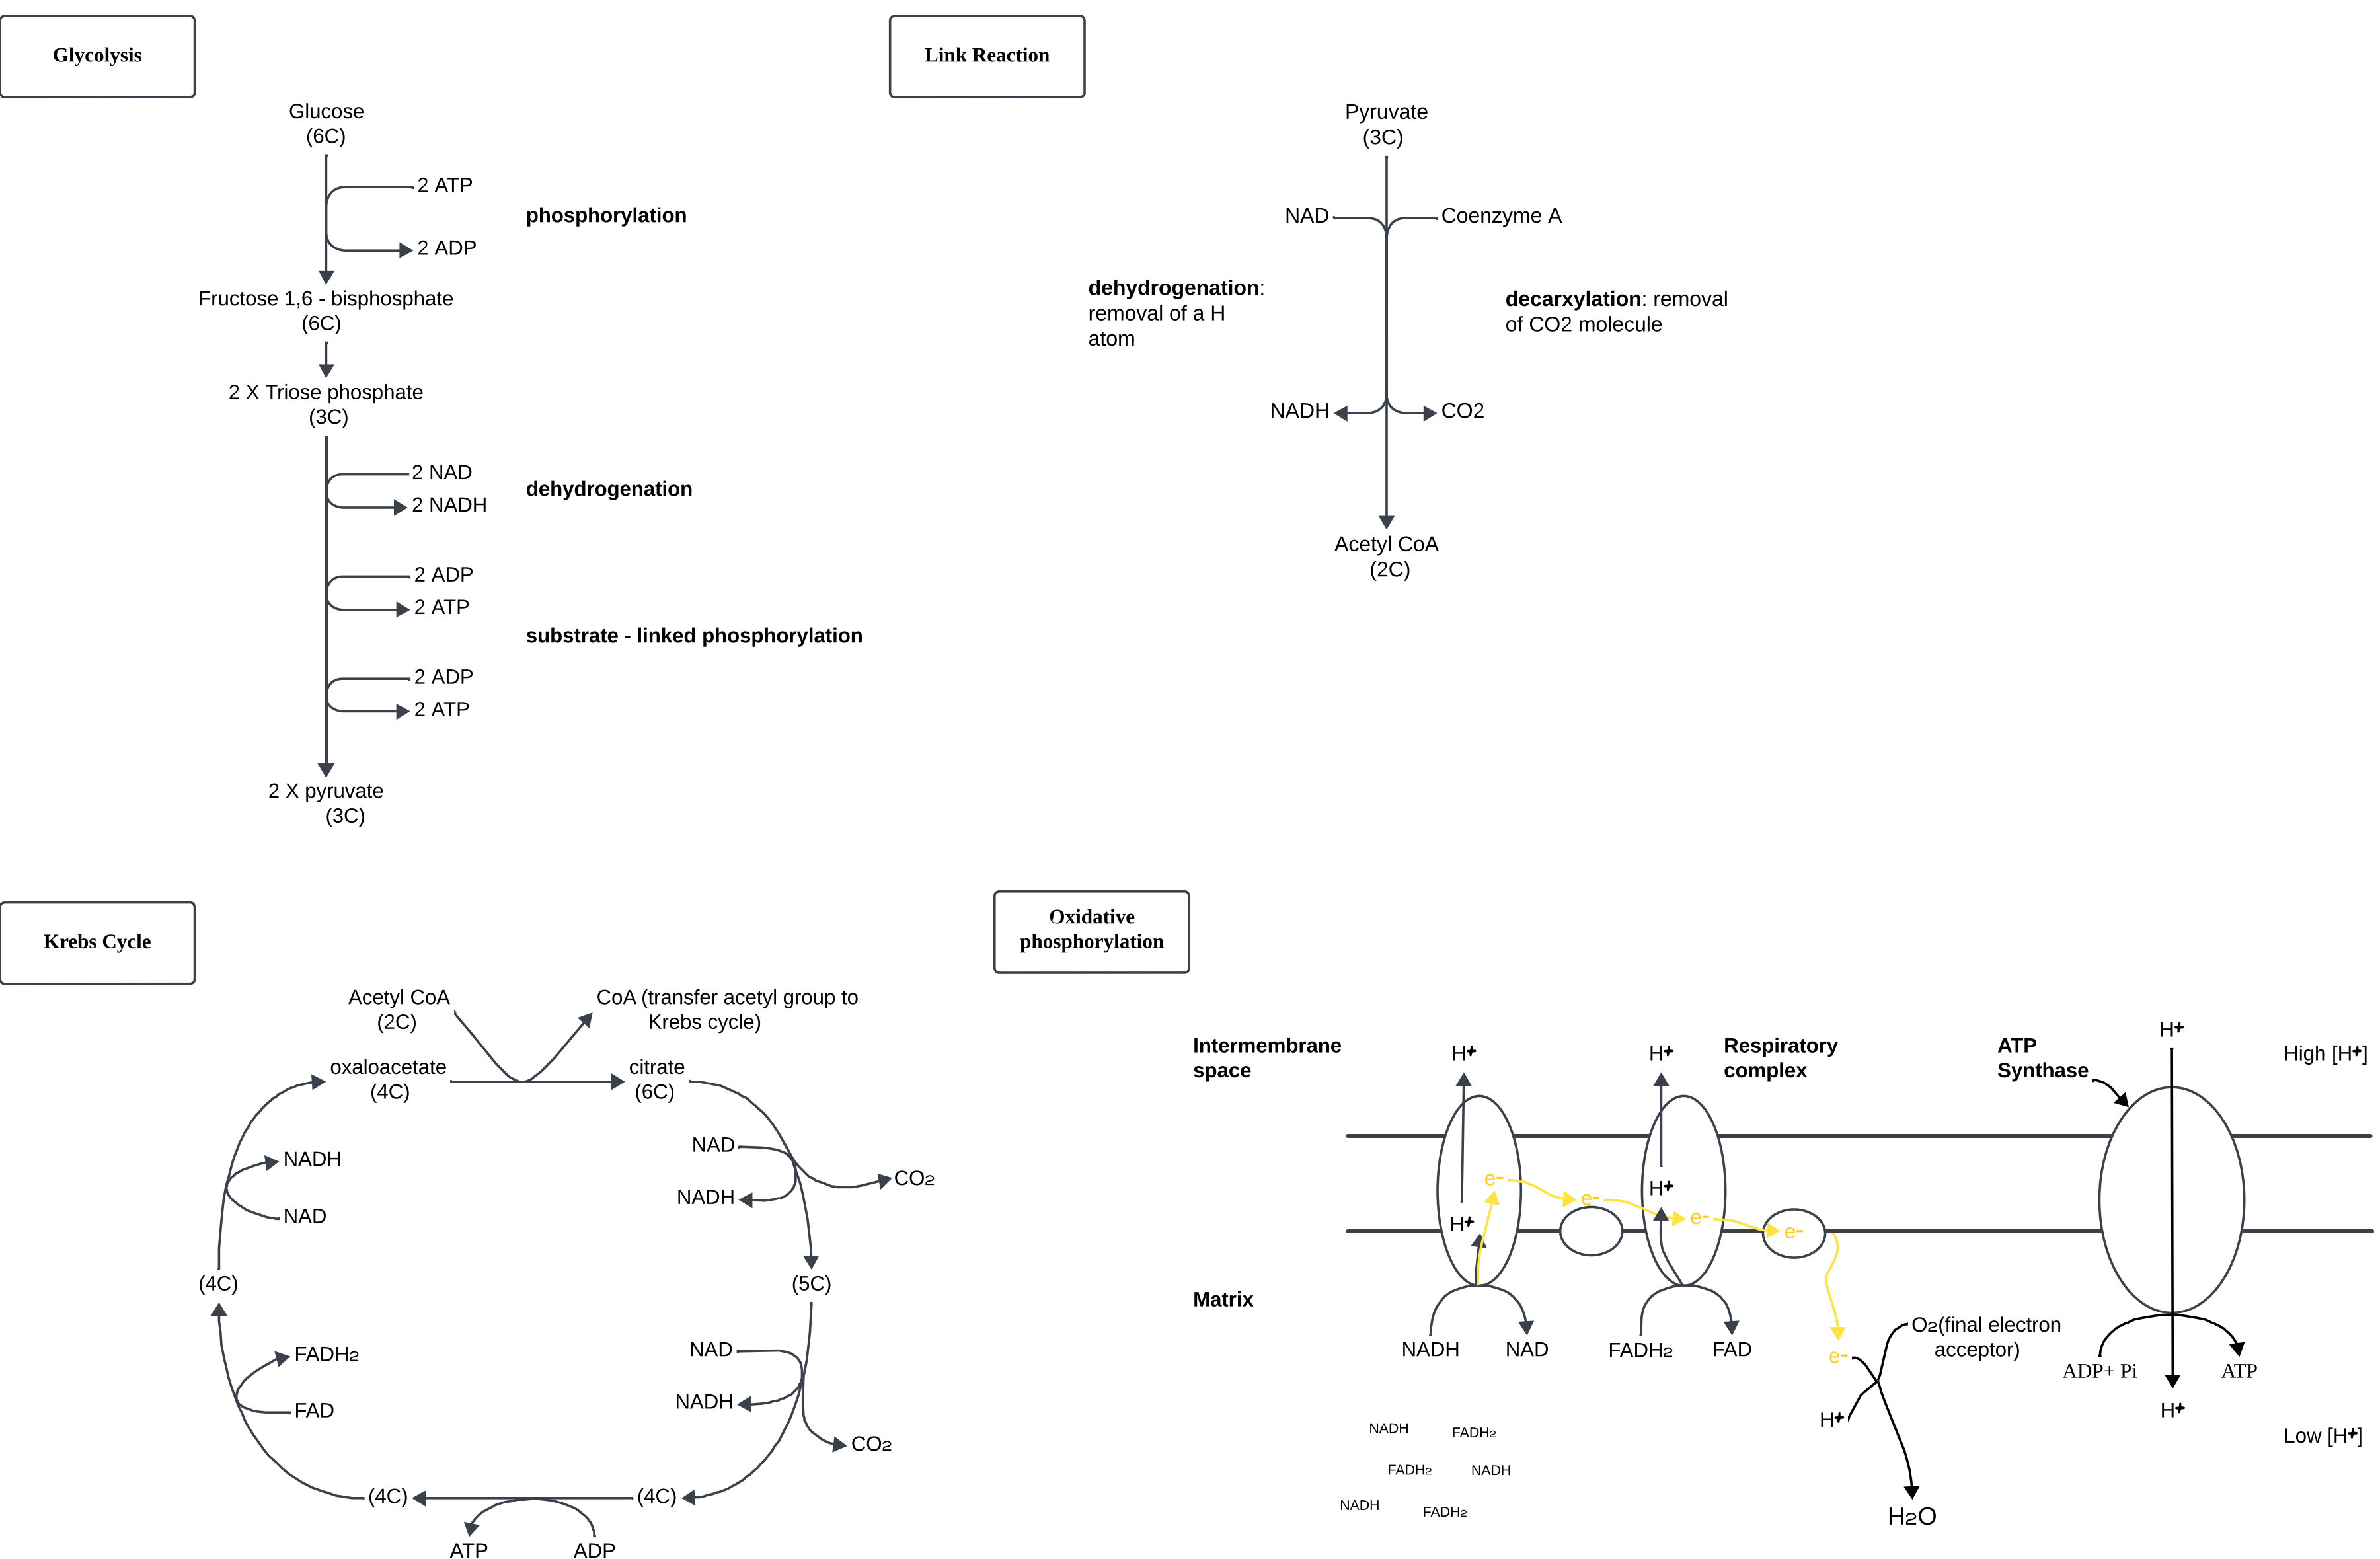 Glycolysis
Glucose
(6C)
2 ATP
phosphorylation
2 ADP
Fructose 1,6 - bisphosphate
(6C)
2 X Triose phosphate
(3C)
2 NAD
dehydrogenation
2 NADH
2 ADP
2 ATP
substrate - linked phosphorylation
2 ADP
2 ATP
2 X pyruvate
(3C)
Link Reaction
Pyruvate
(3C)
NAD
Coenzyme A
dehydrogenation:
removal of a H
atom
decarxylation: removal
of CO2 molecule
NADH
CO2
Acetyl CoA
(2C)
Krebs Cycle
Acetyl CoA
(2C)
CoA (transfer acetyl group to
Krebs cycle)
oxaloacetate
(4C)
citrate
(6C)
NAD
NADH
CO2
(5C)
NAD
NADH
CO2
(4C)
ADP
ATP
(4C)
FAD
FADH2
(4C)
NAD
NADH
Oxidative
phosphorylation
Intermembrane
space
H+
H+
Respiratory
complex
ATP
Synthase
H+
High [H+]
e-
e-
H+
H+
e-
e-
Matrix
NADH
NAD
FADH2
FAD
e-
O2(final electron
acceptor)
H+
H2O
ADP+ Pi
ATP
H+
Low [H+]
NADH
FADH2
FADH2
NADH
NADH
FADH2